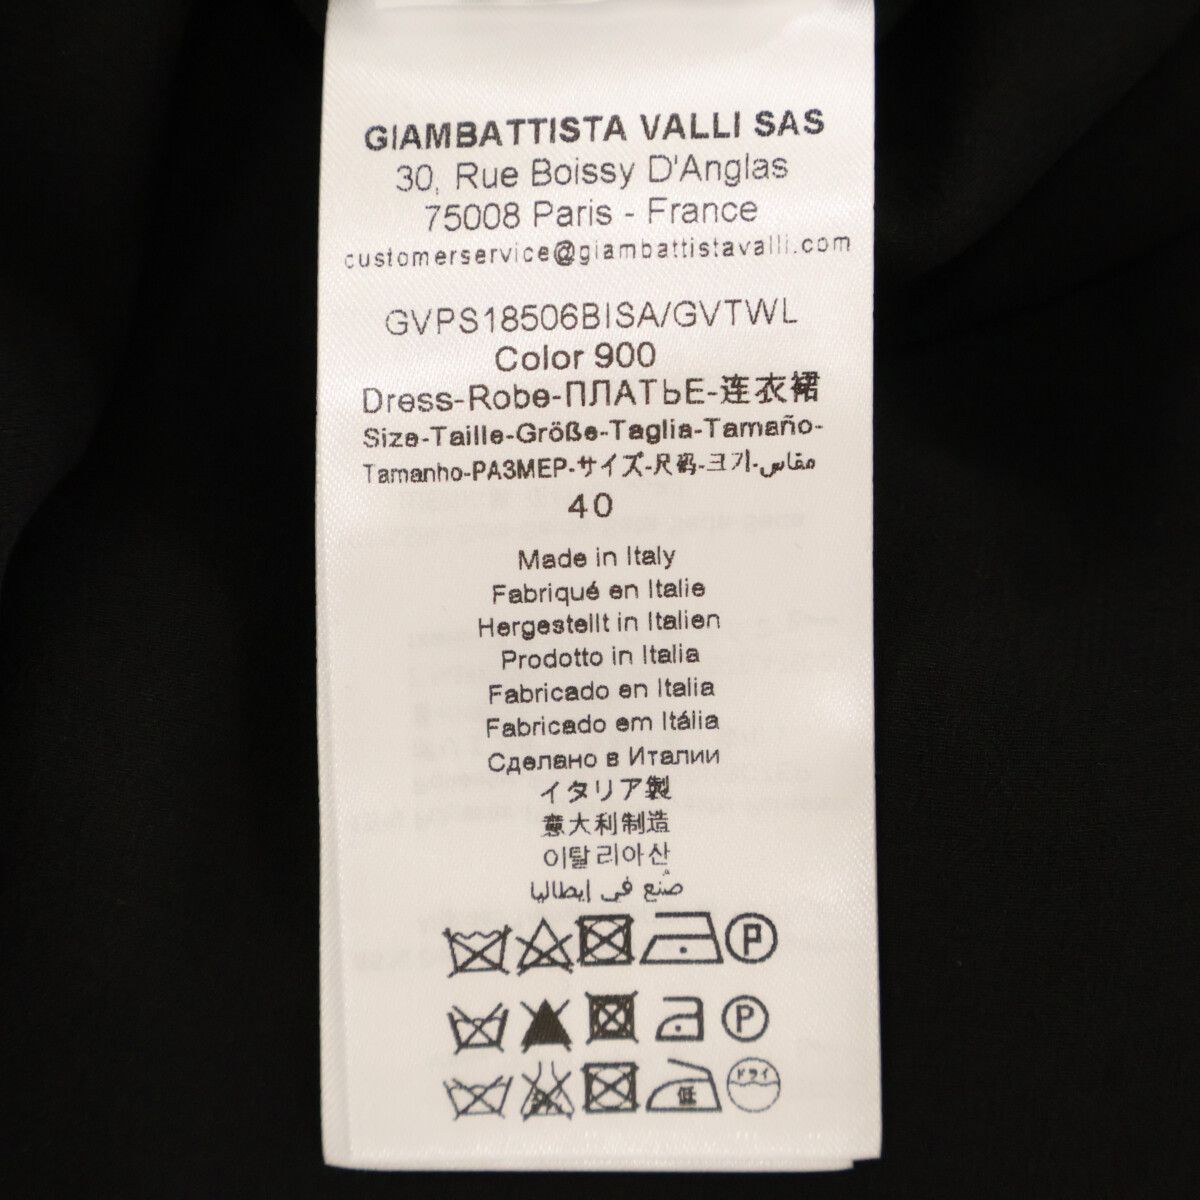 GIAMBATTISTA VALLI SAS
30, Rue Boissy D'Anglas
75008 Paris - France
customerservice@giambattistavalli.com
GVPS18506BISA/GVTWL
Color 900
Dress-Robe-ПЛАТЬЕ-连衣裙
Size-Taille-Größe-Taglia-Tamaño-
Tamanho-РАЗМЕР-サイズ-尺码-크기-مقاس
40
Made in Italy
Fabriqué en Italie
Hergestellt in Italien
Prodotto in Italia
Fabricado en Italia
Fabricado em Itália
Сделано в Италии
イタリア製
意大利制造
이탈리아산
صُنع في إيطاليا
P
P
低 ドライ